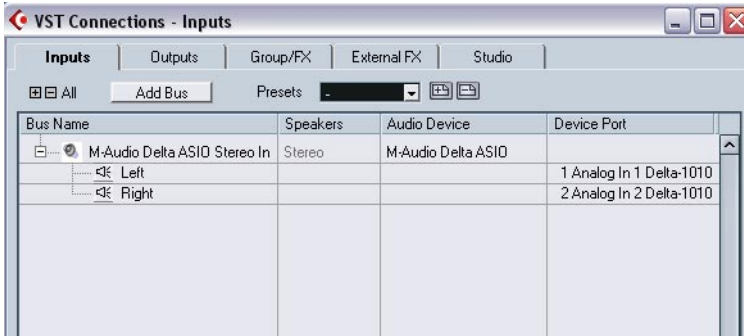 VST Connections - Inputs
Inputs Outputs Group/FX External FX Studio
All Add Bus Presets -
Bus Name Speakers Audio Device Device Port
M-Audio Delta ASIO Stereo In Stereo M-Audio Delta ASIO
Left 1 Analog In 1 Delta-1010
Right 2 Analog In 2 Delta-1010